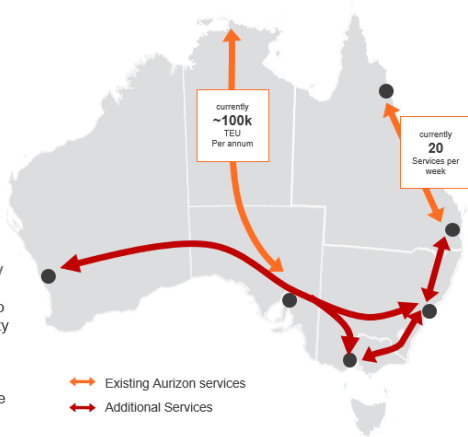 currently
~100k
TEU
Per annum
currently
20
Services per
week
Existing Aurizon services
Additional Services